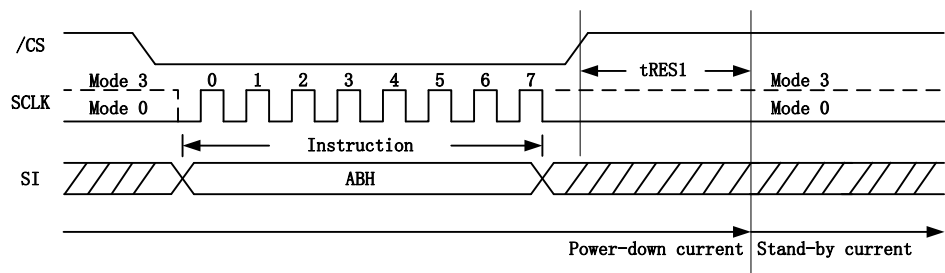 /CS
tRES1
Mode 3 0 1 2 3 4 5 6 7 Mode 3
SCLK
Mode 0 Mode 0
Instruction
SI ABH
Power-down current Stand-by current